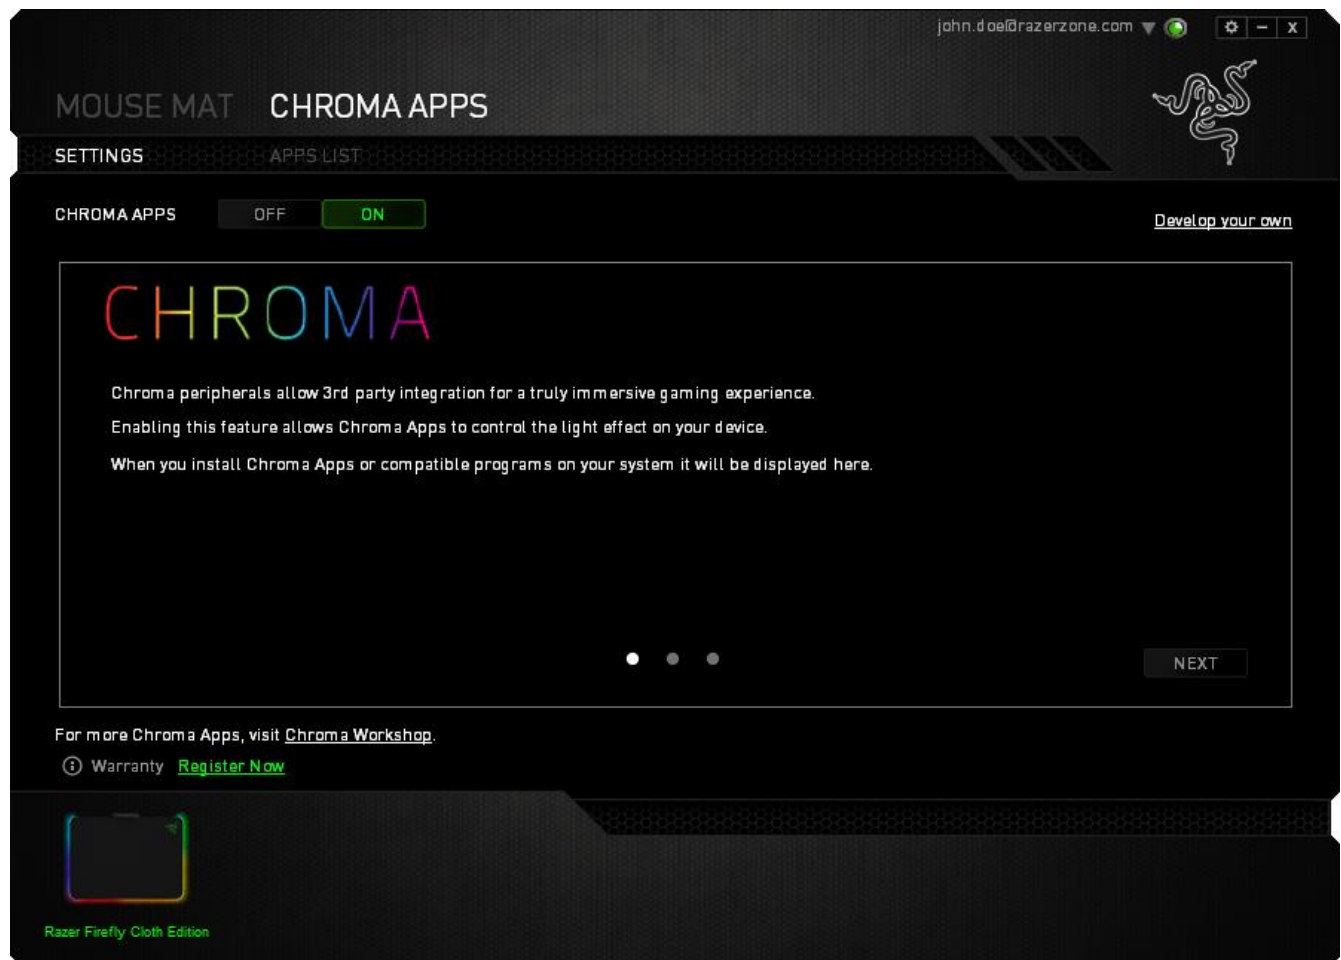 john.doe@razerzone.com
MOUSE MAT CHROMA APPS
SETTINGS APPS LIST
CHROMA APPS OFF ON
Develop your own
CHROMA
Chroma peripherals allow 3rd party integration for a truly immersive gaming experience.
Enabling this feature allows Chroma Apps to control the light effect on your device.
When you install Chroma Apps or compatible programs on your system it will be displayed here.
NEXT
For more Chroma Apps, visit Chroma Workshop.
Warranty Register Now
Razer Firefly Cloth Edition